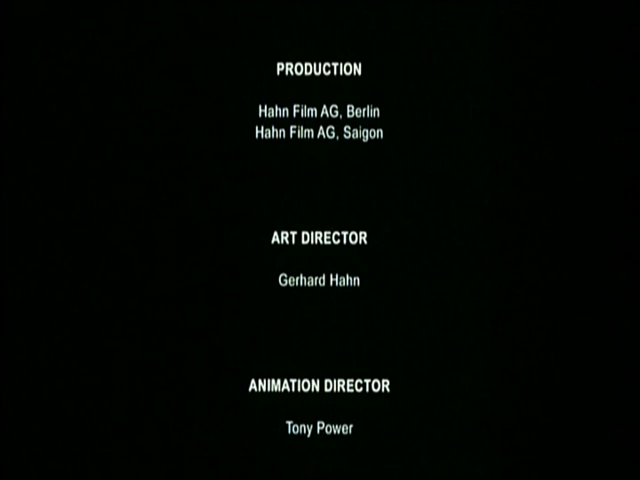 PRODUCTION
Hahn Film AG, Berlin
Hahn Film AG, Saigon
ART DIRECTOR
Gerhard Hahn
ANIMATION DIRECTOR
Tony Power